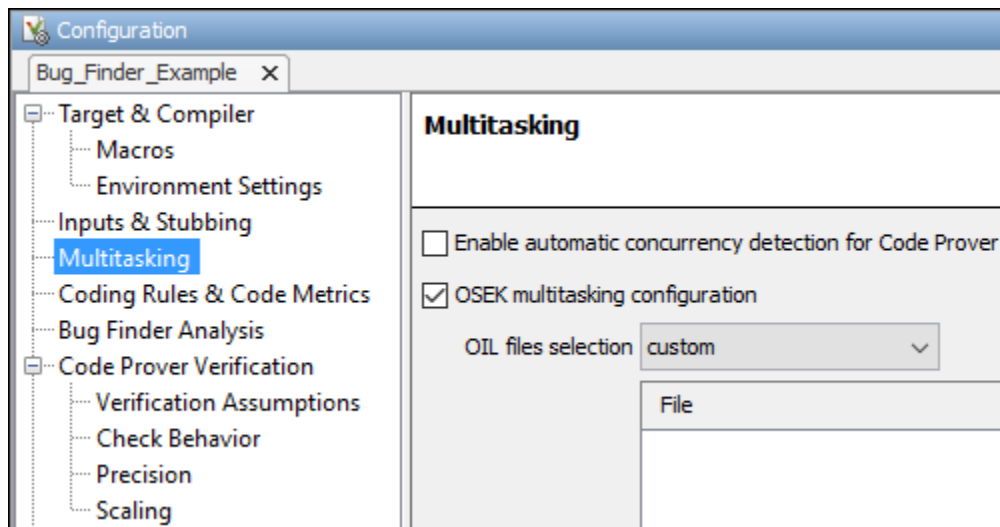 Configuration
Bug_Finder_Example
Target & Compiler
Macros
Environment Settings
Inputs & Stubbing
Multitasking
Coding Rules & Code Metrics
Bug Finder Analysis
Code Prover Verification
Verification Assumptions
Check Behavior
Precision
Scaling
Multitasking
Enable automatic concurrency detection for Code Prover
OSEK multitasking configuration
OIL files selection custom
File